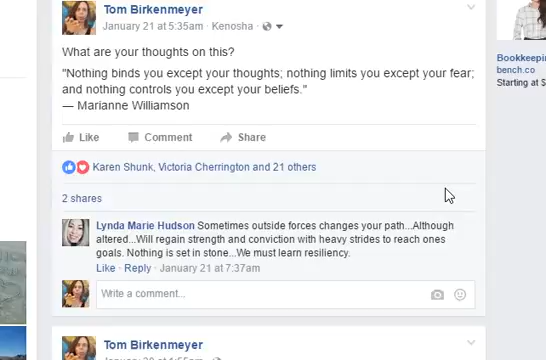 Tom Birkenmeyer
January 21 at 5:35am · Kenosha ·
What are your thoughts on this?
"Nothing binds you except your thoughts; nothing limits you except your fear;
and nothing controls you except your beliefs."
— Marianne Williamson
Like Comment Share
Karen Shunk, Victoria Cherrington and 21 others
2 shares
Lynda Marie Hudson Sometimes outside forces changes your path...Although
altered...Will regain strength and conviction with heavy strides to reach ones
goals. Nothing is set in stone...We must learn resiliency.
Like · Reply · January 21 at 7:37am
Write a comment...
Tom Birkenmeyer
bench.co
Starting at $